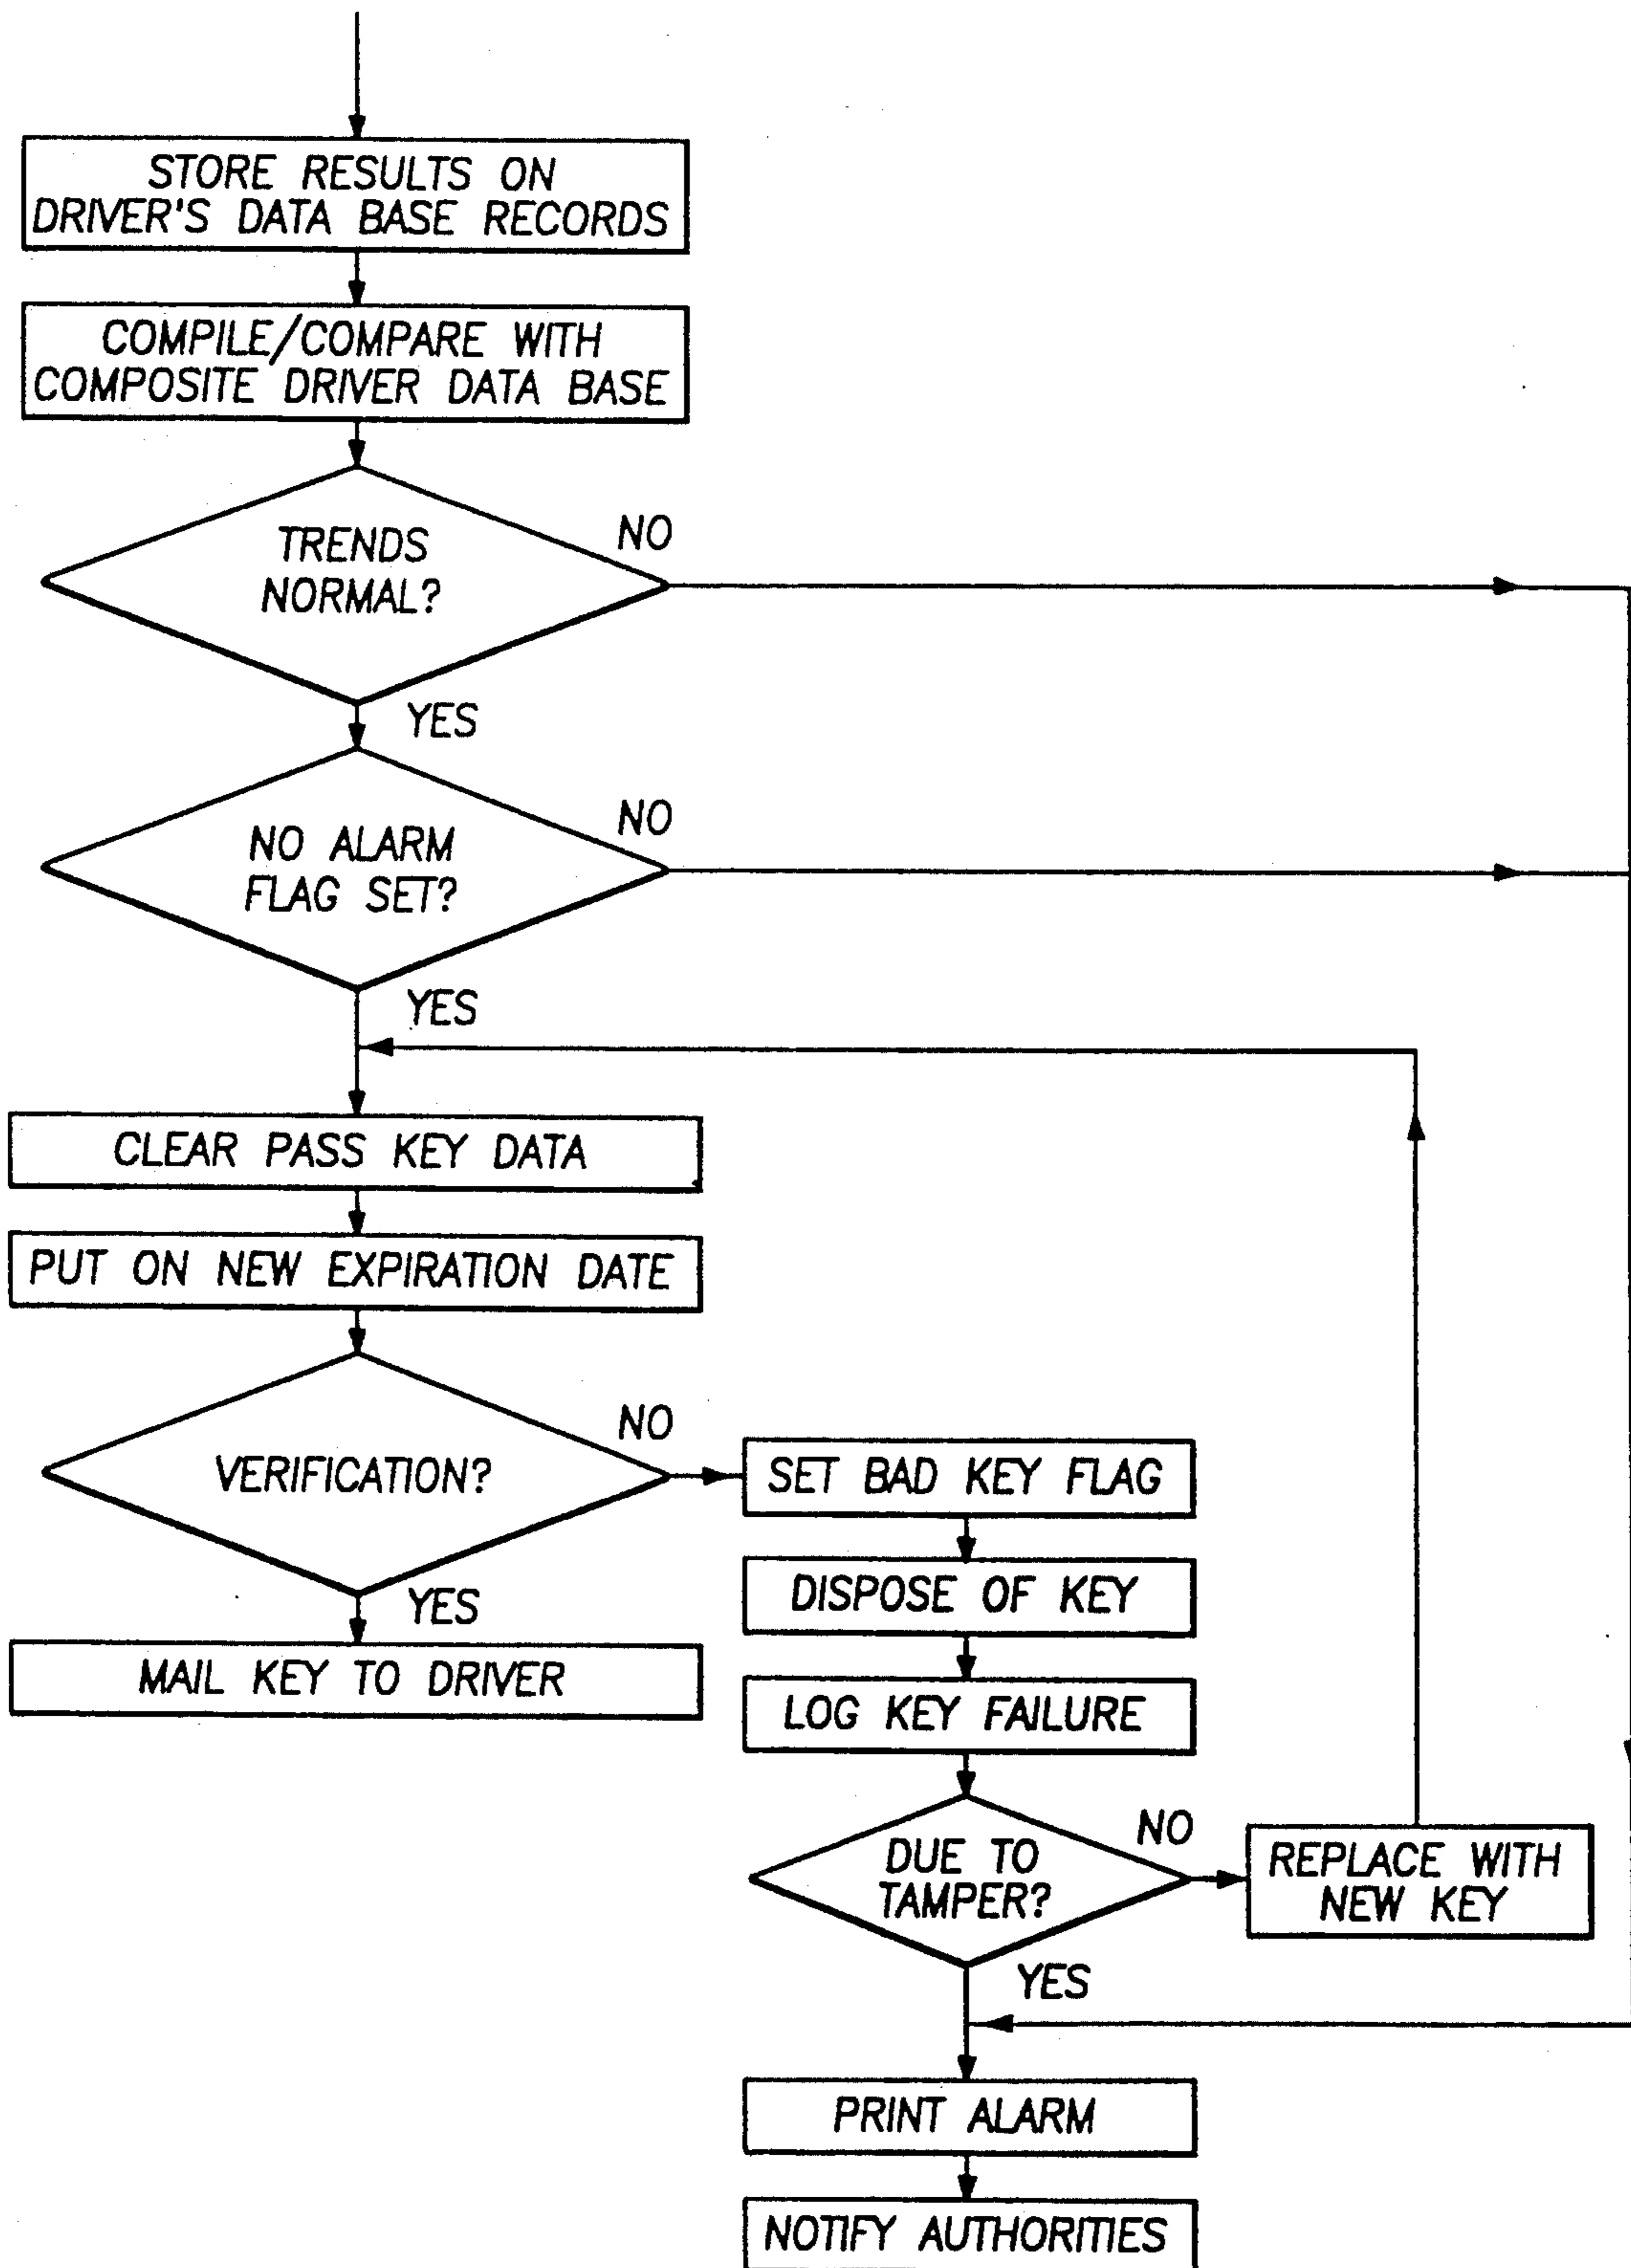 STORE RESULTS ON
DRIVER'S DATA BASE RECORDS
COMPILE/COMPARE WITH
COMPOSITE DRIVER DATA BASE
TRENDS
NORMAL?
NO
YES
NO ALARM
FLAG SET?
NO
YES
CLEAR PASS KEY DATA
PUT ON NEW EXPIRATION DATE
VERIFICATION?
NO
YES
MAIL KEY TO DRIVER
SET BAD KEY FLAG
DISPOSE OF KEY
LOG KEY FAILURE
DUE TO
TAMPER?
NO
REPLACE WITH
NEW KEY
YES
PRINT ALARM
NOTIFY AUTHORITIES